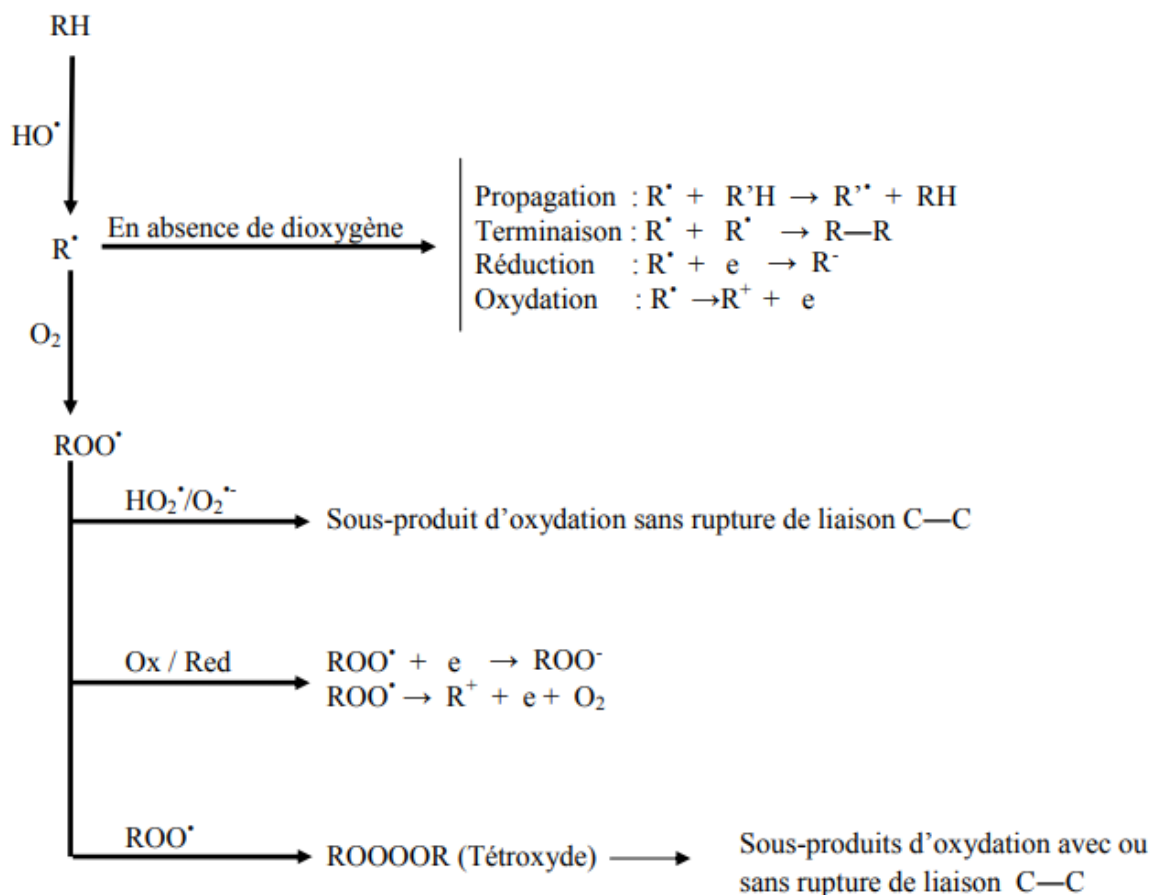 RH
HO•
Propagation : R• + R’H → R’• + RH
En absence de dioxygène
Terminaison : R• + R• → R—R
R•
Réduction : R• + e → R-
Oxydation : R• →R+ + e
O2
ROO•
HO2•/O2•-
Sous-produit d’oxydation sans rupture de liaison C—C
Ox / Red
ROO• + e → ROO-
ROO• → R+ + e + O2
ROO•
ROOOOR (Tétroxyde)
Sous-produits d’oxydation avec ou
sans rupture de liaison C—C